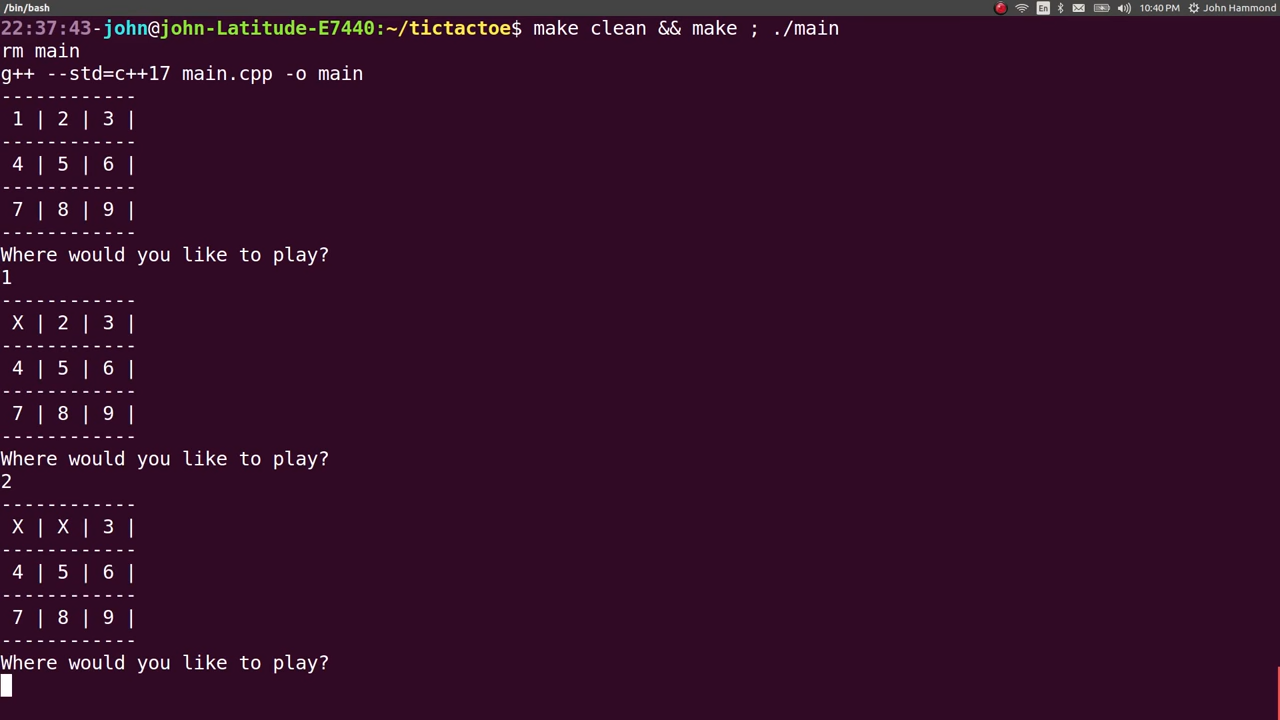 /bin/bash
En
10:40 PM
John Hammond
22:37:43-john@john-Latitude-E7440:~/tictactoe$ make clean && make ; ./main
rm main
g++ --std=c++17 main.cpp -o main
------------
 1 | 2 | 3 |
------------
 4 | 5 | 6 |
------------
 7 | 8 | 9 |
------------
Where would you like to play?
1
------------
 X | 2 | 3 |
------------
 4 | 5 | 6 |
------------
 7 | 8 | 9 |
------------
Where would you like to play?
2
------------
 X | X | 3 |
------------
 4 | 5 | 6 |
------------
 7 | 8 | 9 |
------------
Where would you like to play?